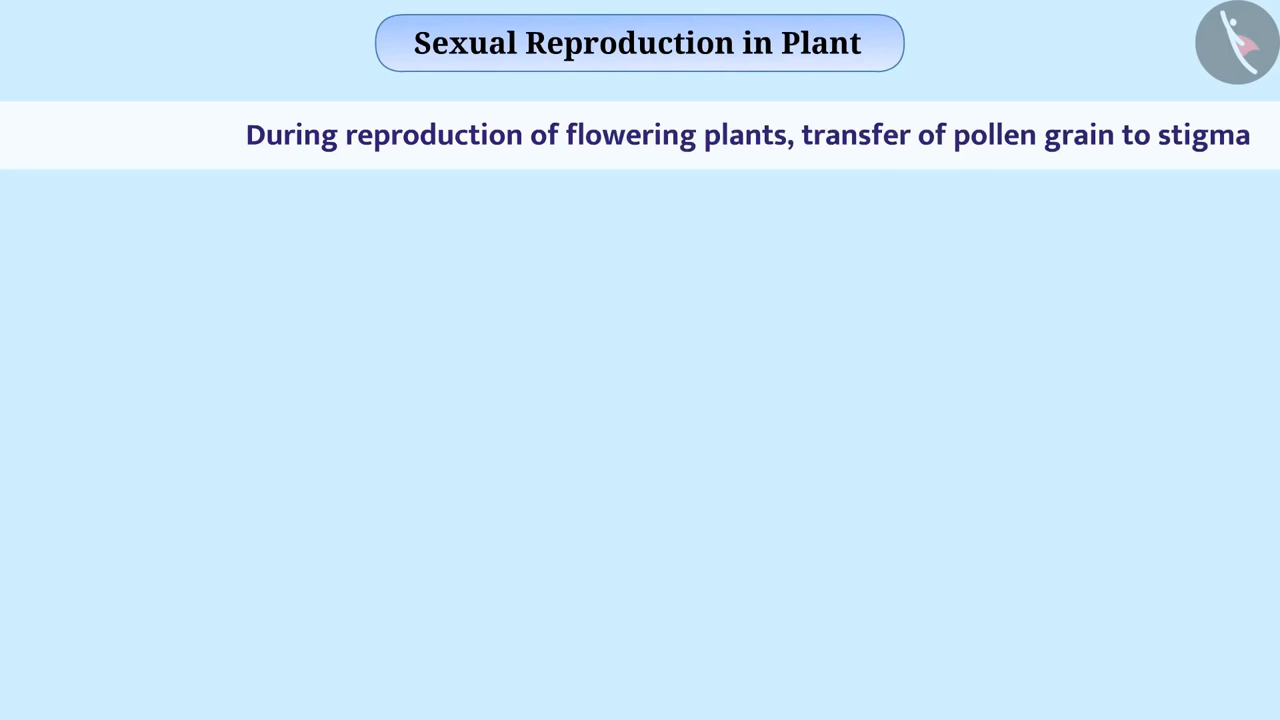 Sexual Reproduction in Plant
During reproduction of flowering plants, transfer of pollen grain to stigma